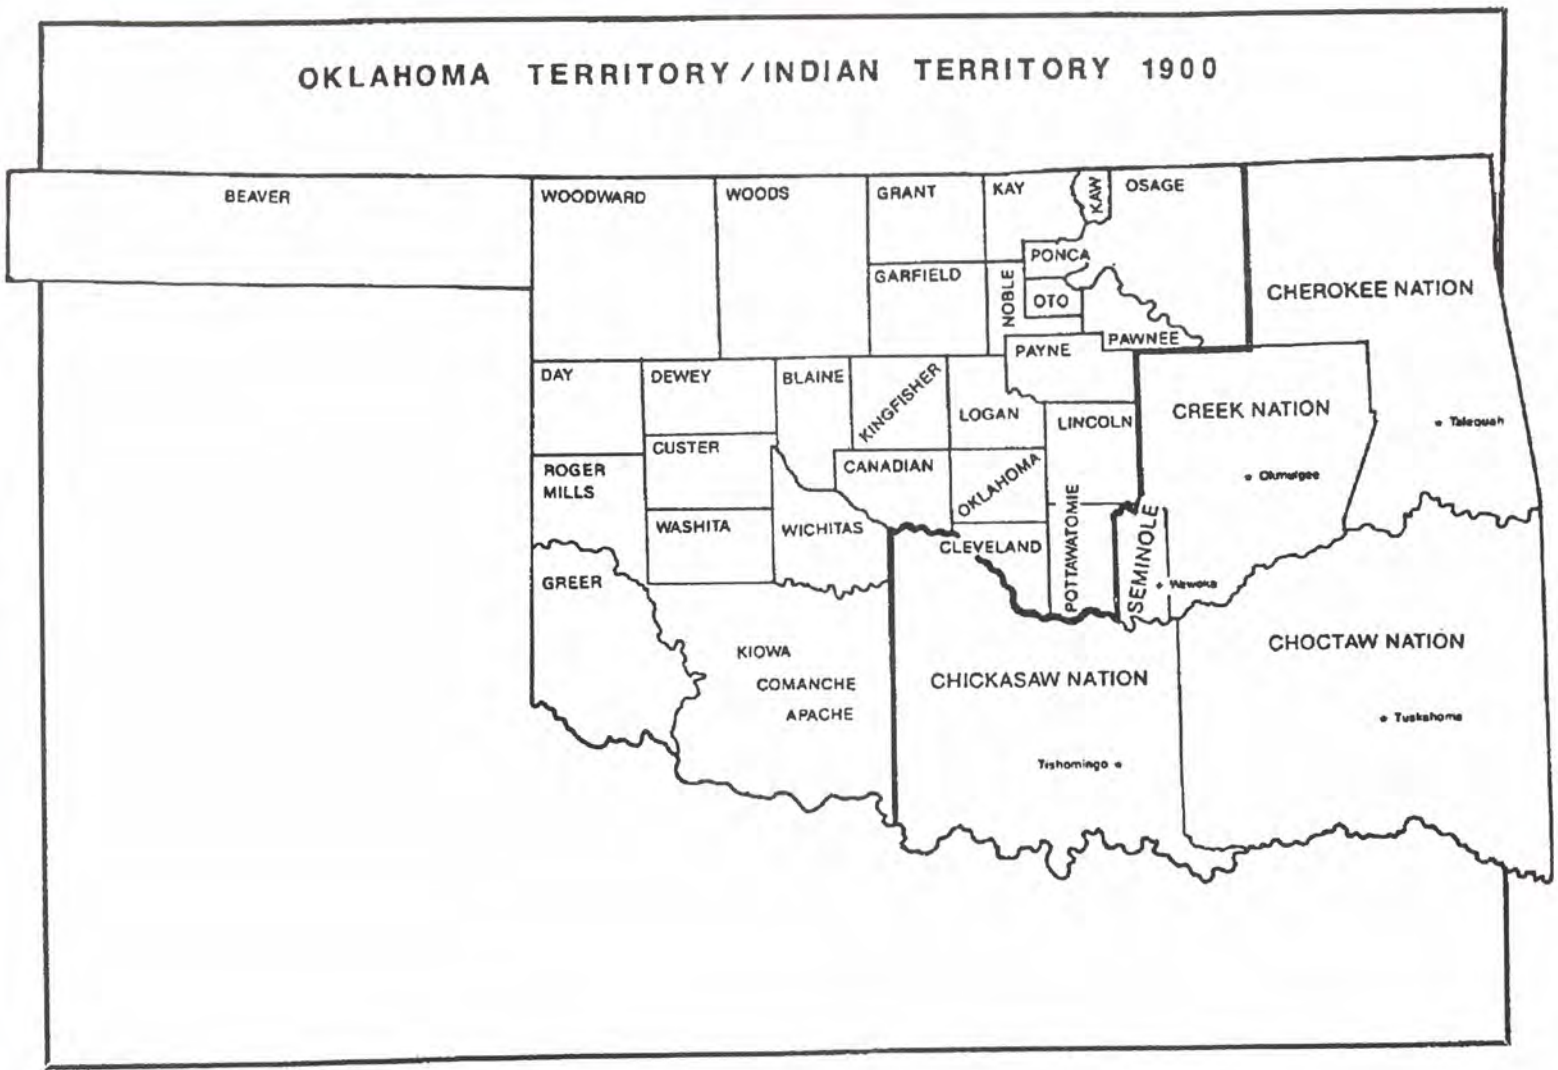 OKLAHOMA TERRITORY / INDIAN TERRITORY 1900
BEAVER
WOODWARD
WOODS
GRANT
KAY
KAW
OSAGE
PONCA
GARFIELD
NOBLE
OTO
CHEROKEE NATION
PAYNE
PAWNEE
DAY
DEWEY
BLAINE
KINGFISHER
LOGAN
LINCOLN
CREEK NATION
Taleouah
CUSTER
ROGER
MILLS
CANADIAN
OKLAHOMA
Okmulgee
WASHITA
WICHITAS
CLEVELAND
POTTAWATOMIE
SEMINOLE
Wewoka
GREER
KIOWA
COMANCHE
APACHE
CHICKASAW NATION
CHOCTAW NATION
Tuskahoma
Tishomingo